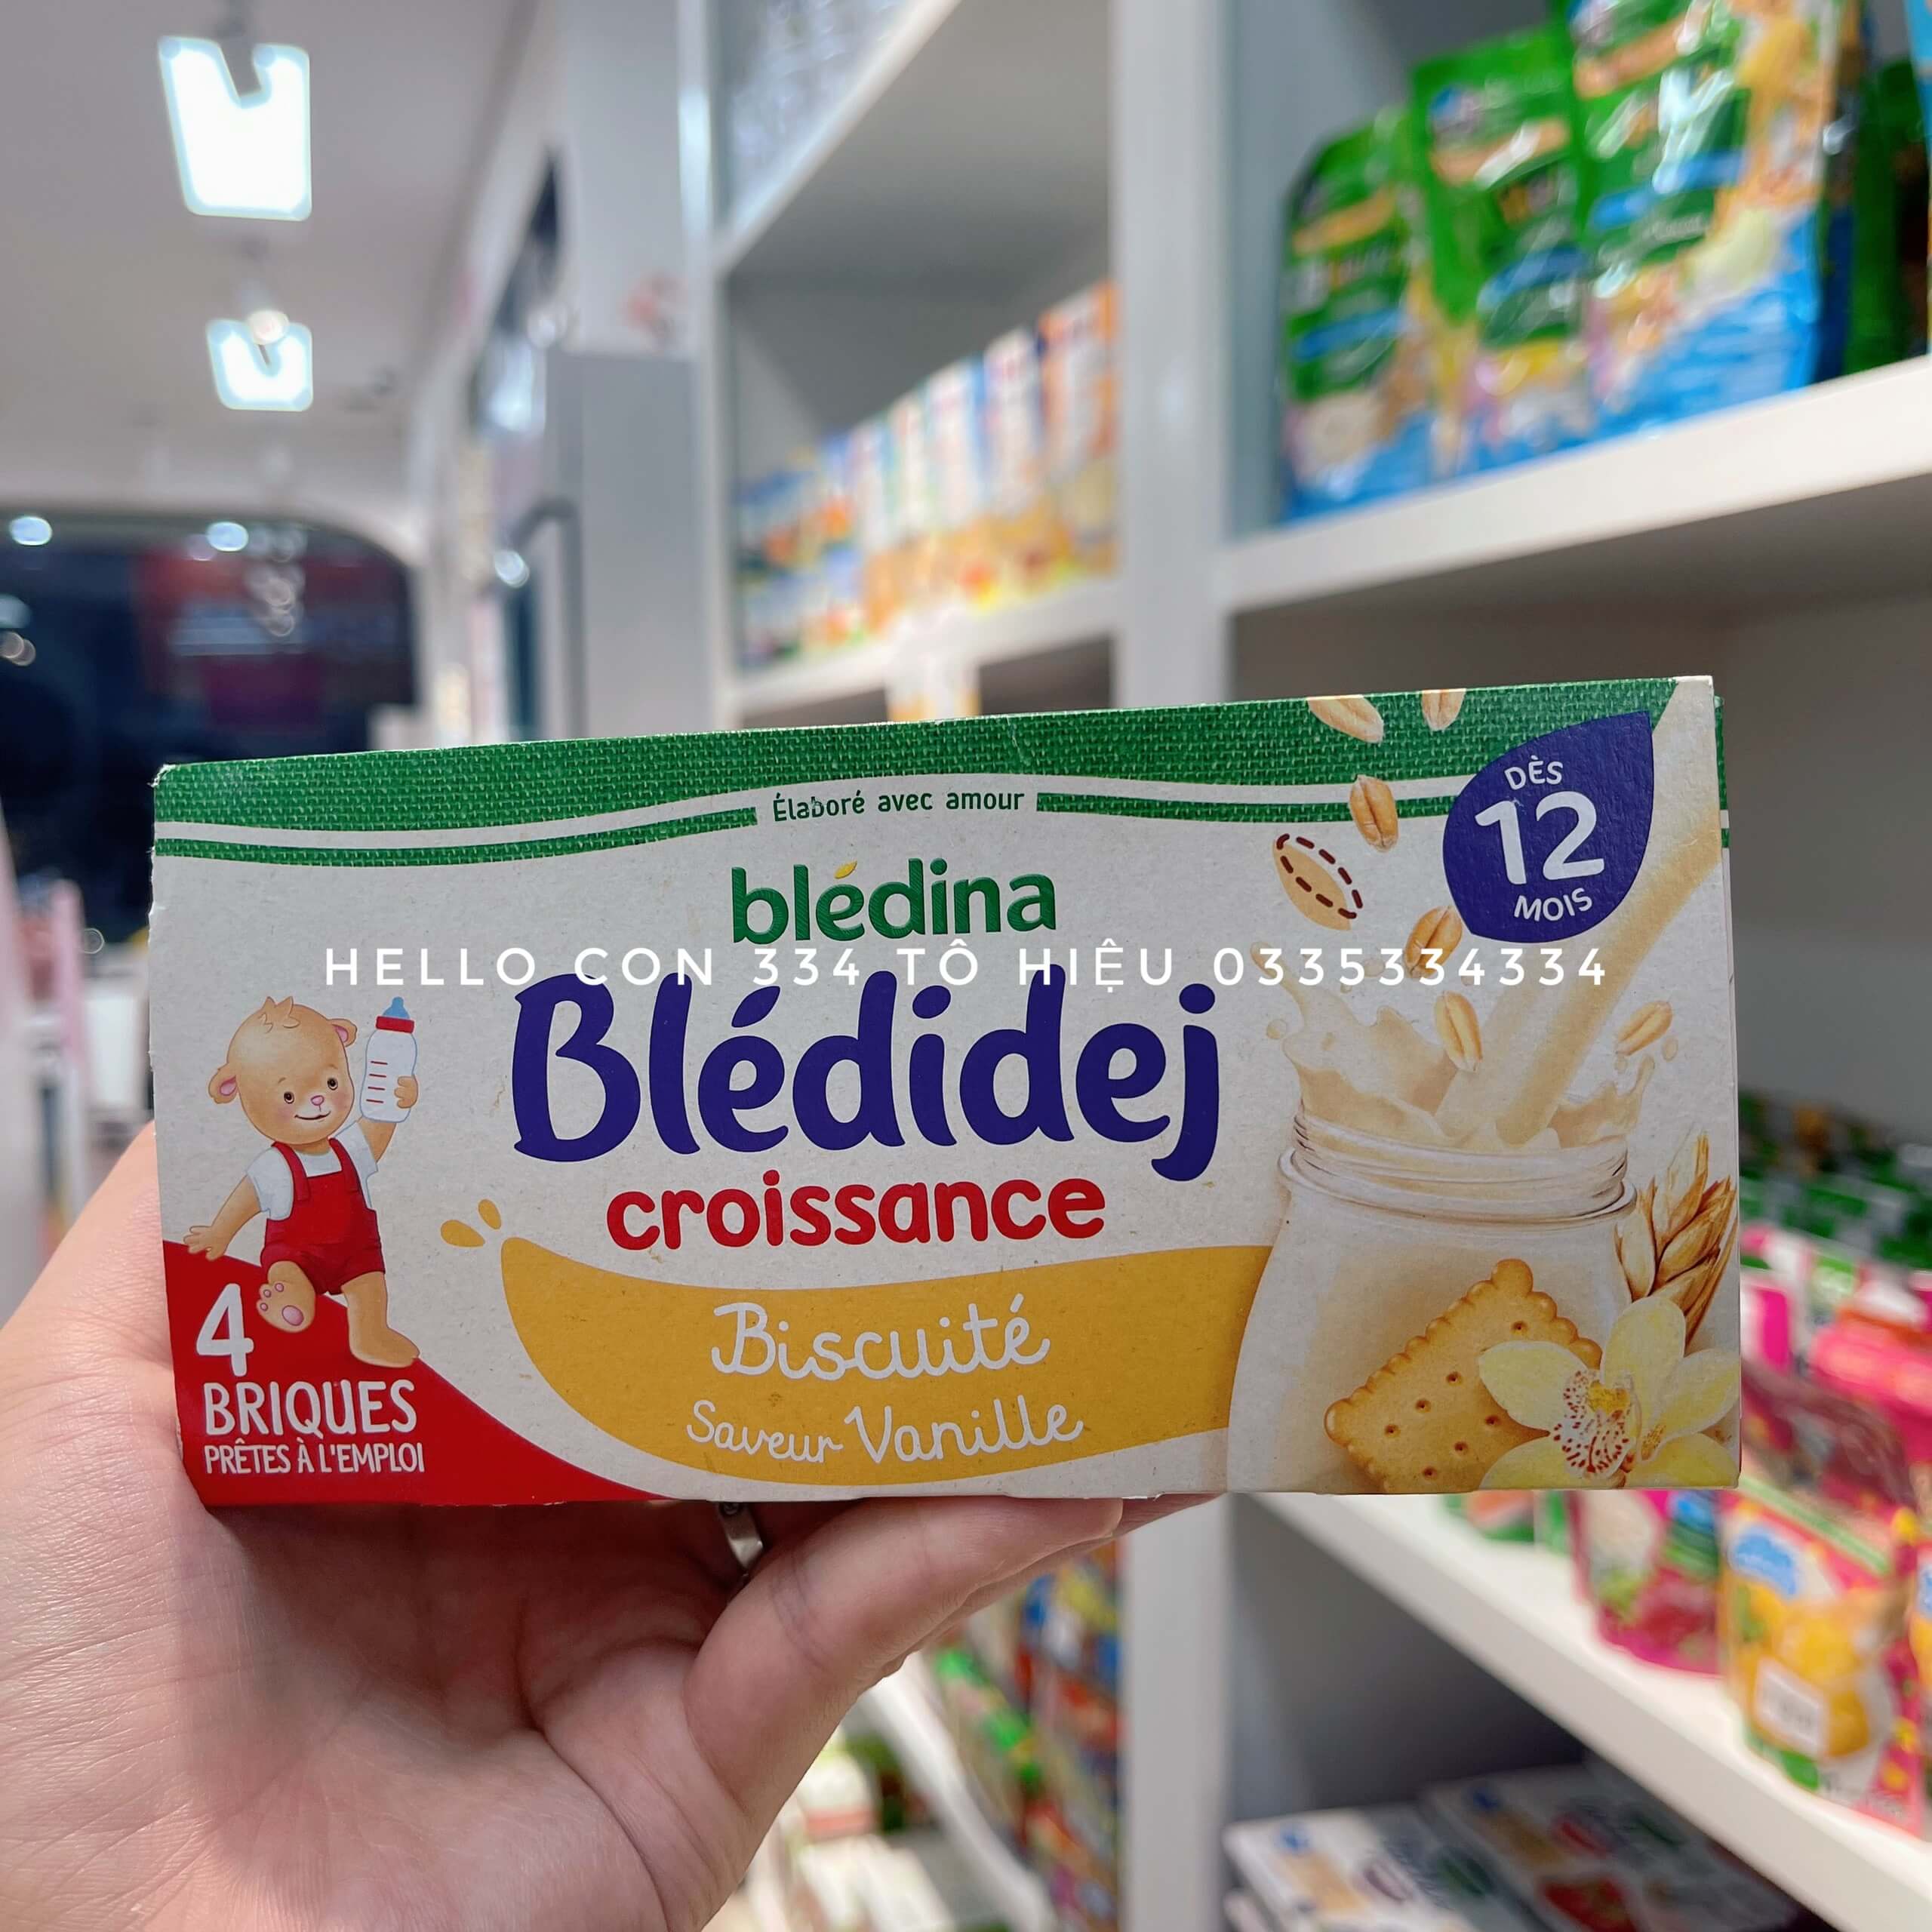 Élaboré avec amour
DÈS
12
MOIS
blédina
HELLO CON 334 TÔ HIỆU 0335334334
Blédidej
croissance
Biscuité
Saveur Vanille
4
BRIQUES
PRÊTES À L'EMPLOI